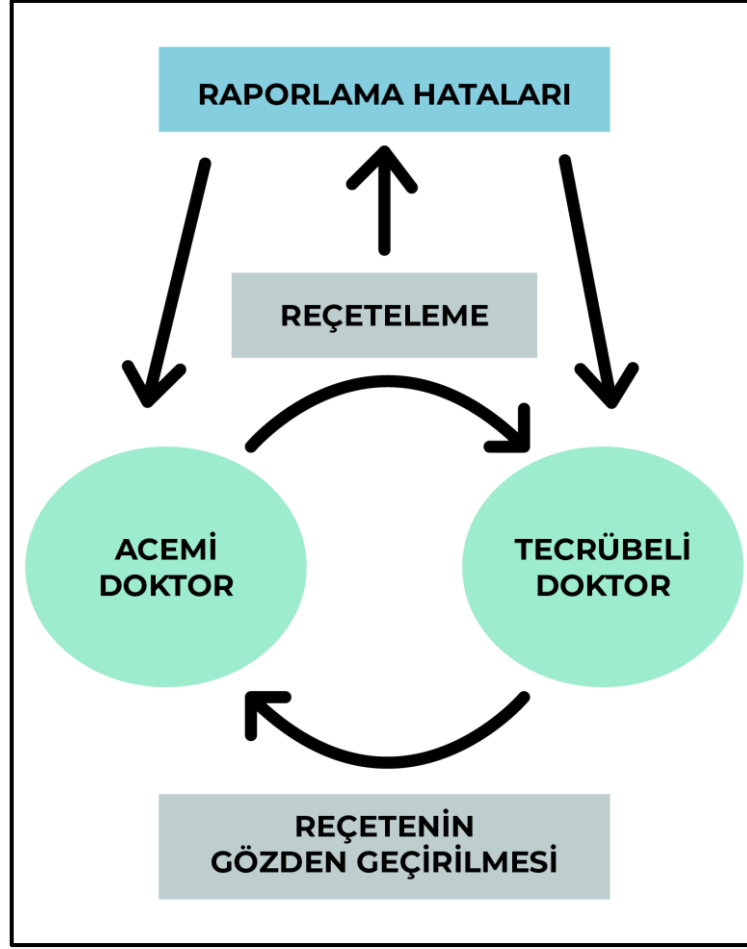 RAPORLAMA HATALARI
REÇETELEME
ACEMİ
DOKTOR
TECRÜBELİ
DOKTOR
REÇETENİN
GÖZDEN GEÇİRİLMESİ